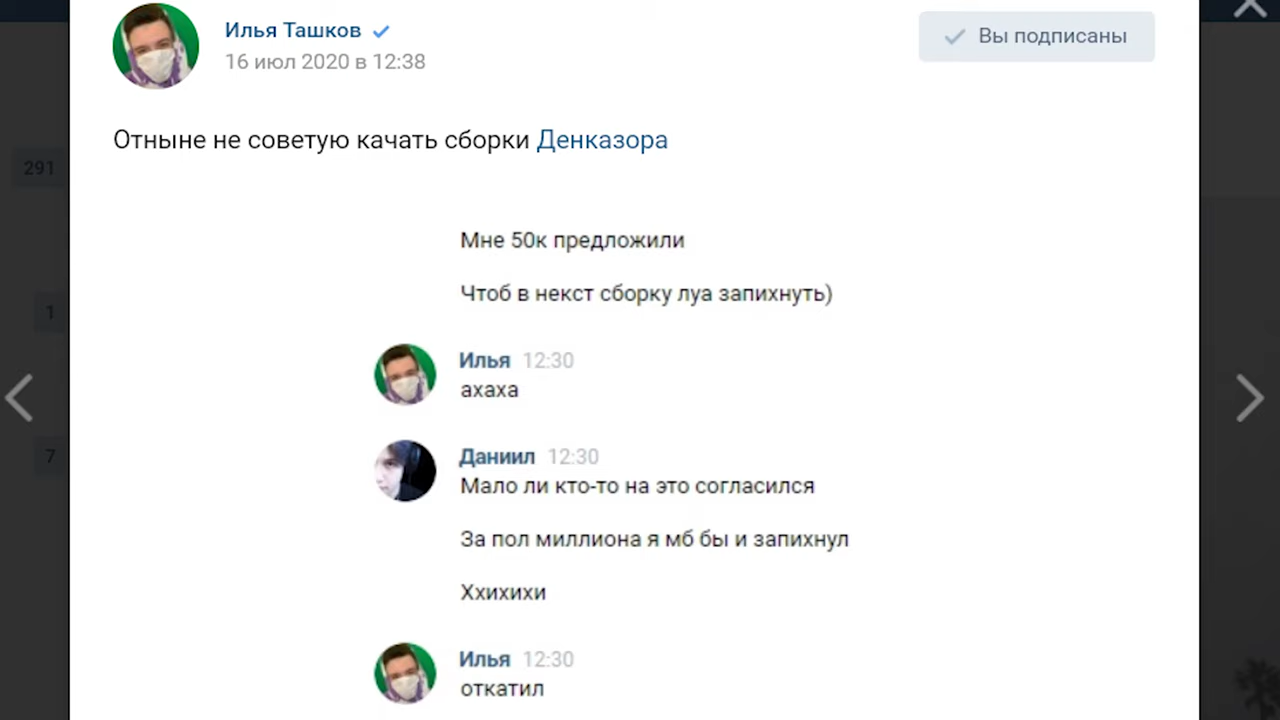 Илья Ташков
Вы подписаны
16 июл 2020 в 12:38
291
Отныне не советую качать сборки Денказора
Мне 50к предложили
Чтоб в некст сборку луа запихнуть)
1
Илья 12:30
ахаха
7
Даниил 12:30
Мало ли кто-то на это согласился
За пол миллиона я мб бы и запихнул
Ххихихи
Илья 12:30
откатил